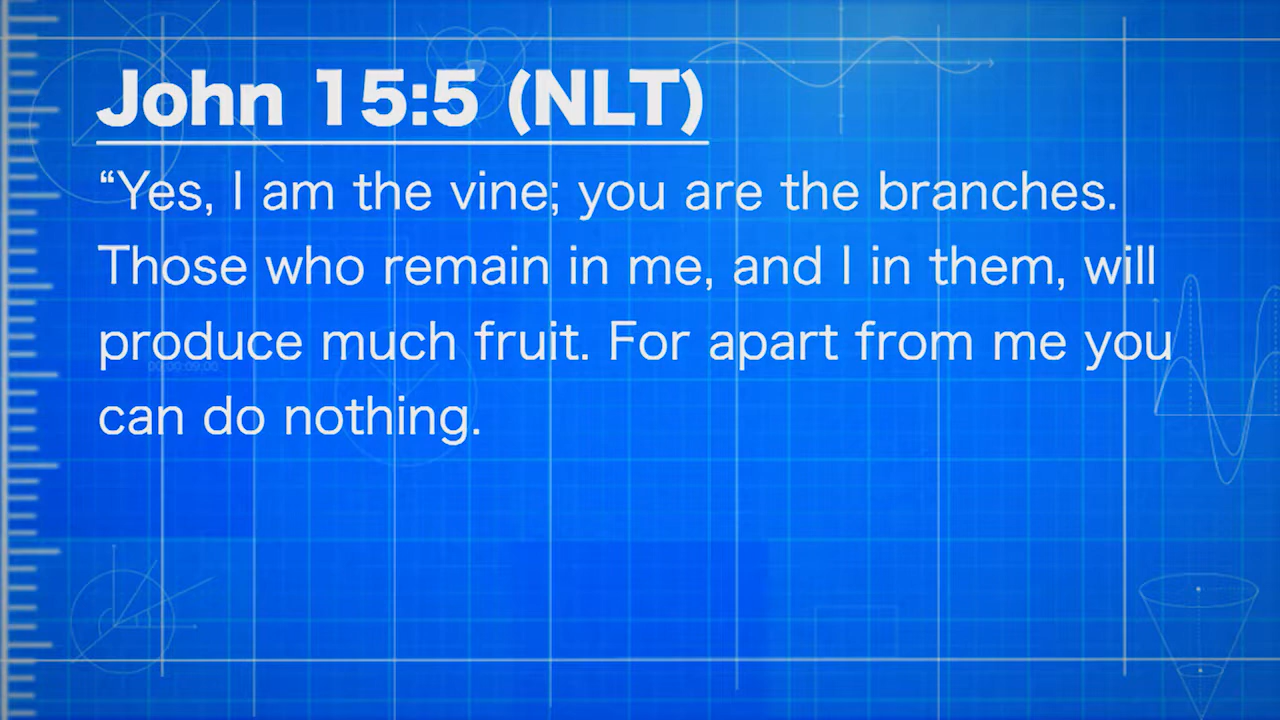 John 15:5 (NLT)
“Yes, I am the vine; you are the branches.
Those who remain in me, and I in them, will
produce much fruit. For apart from me you
can do nothing.